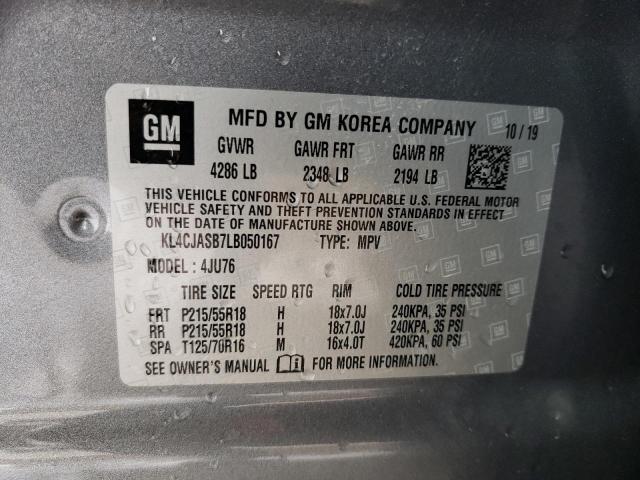 GM
MFD BY GM KOREA COMPANY 10/19
GVWR GAWR FRT GAWR RR
4286 LB 2348 LB 2194 LB
THIS VEHICLE CONFORMS TO ALL APPLICABLE U.S. FEDERAL MOTOR
VEHICLE SAFETY AND THEFT PREVENTION STANDARDS IN EFFECT
ON THE DATE OF MANUFACTURE SHOWN ABOVE.
KL4CJASB7LB050167 TYPE: MPV
MODEL: 4JU76
TIRE SIZE SPEED RTG RIM COLD TIRE PRESSURE
FRT P215/55R18 H 18x7.0J 240KPA, 35 PSI
RR P215/55R18 H 18x7.0J 240KPA, 35 PSI
SPA T125/70R16 M 16x4.0T 420KPA, 60 PSI
SEE OWNER'S MANUAL FOR MORE INFORMATION.